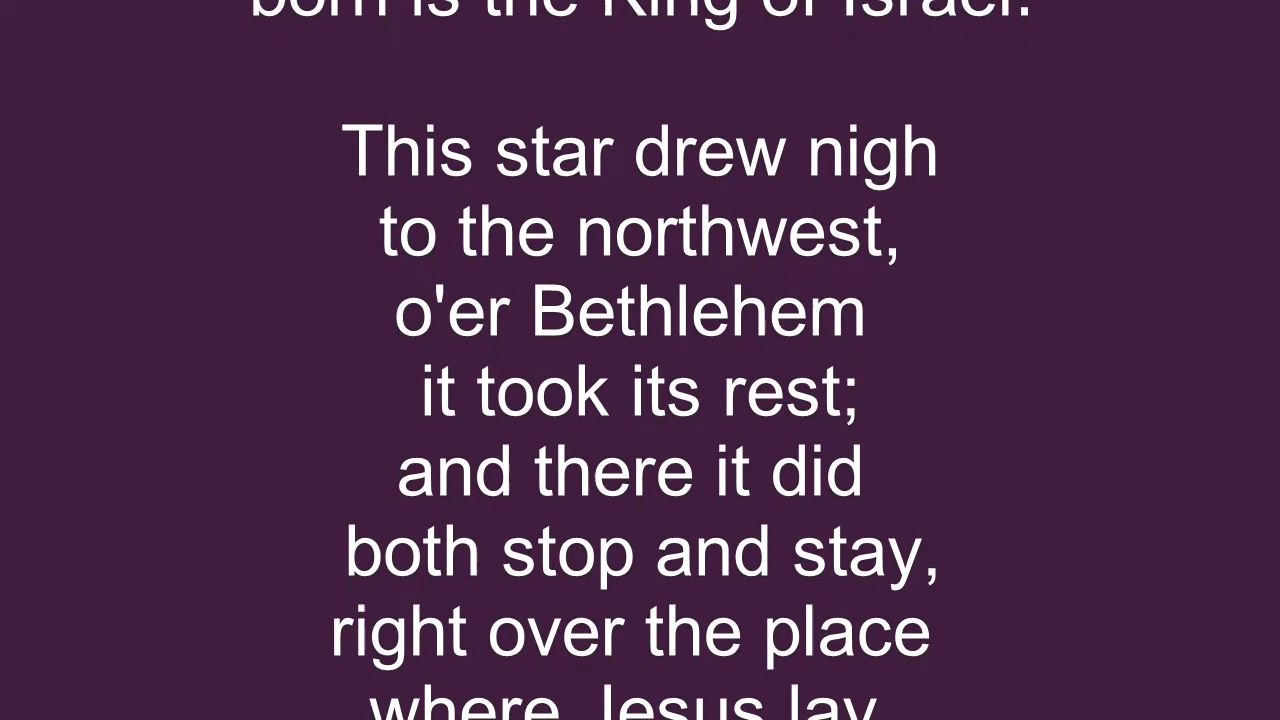 born is the King of Israel.
This star drew nigh
to the northwest,
o'er Bethlehem
it took its rest;
and there it did
both stop and stay,
right over the place
where Jesus lay